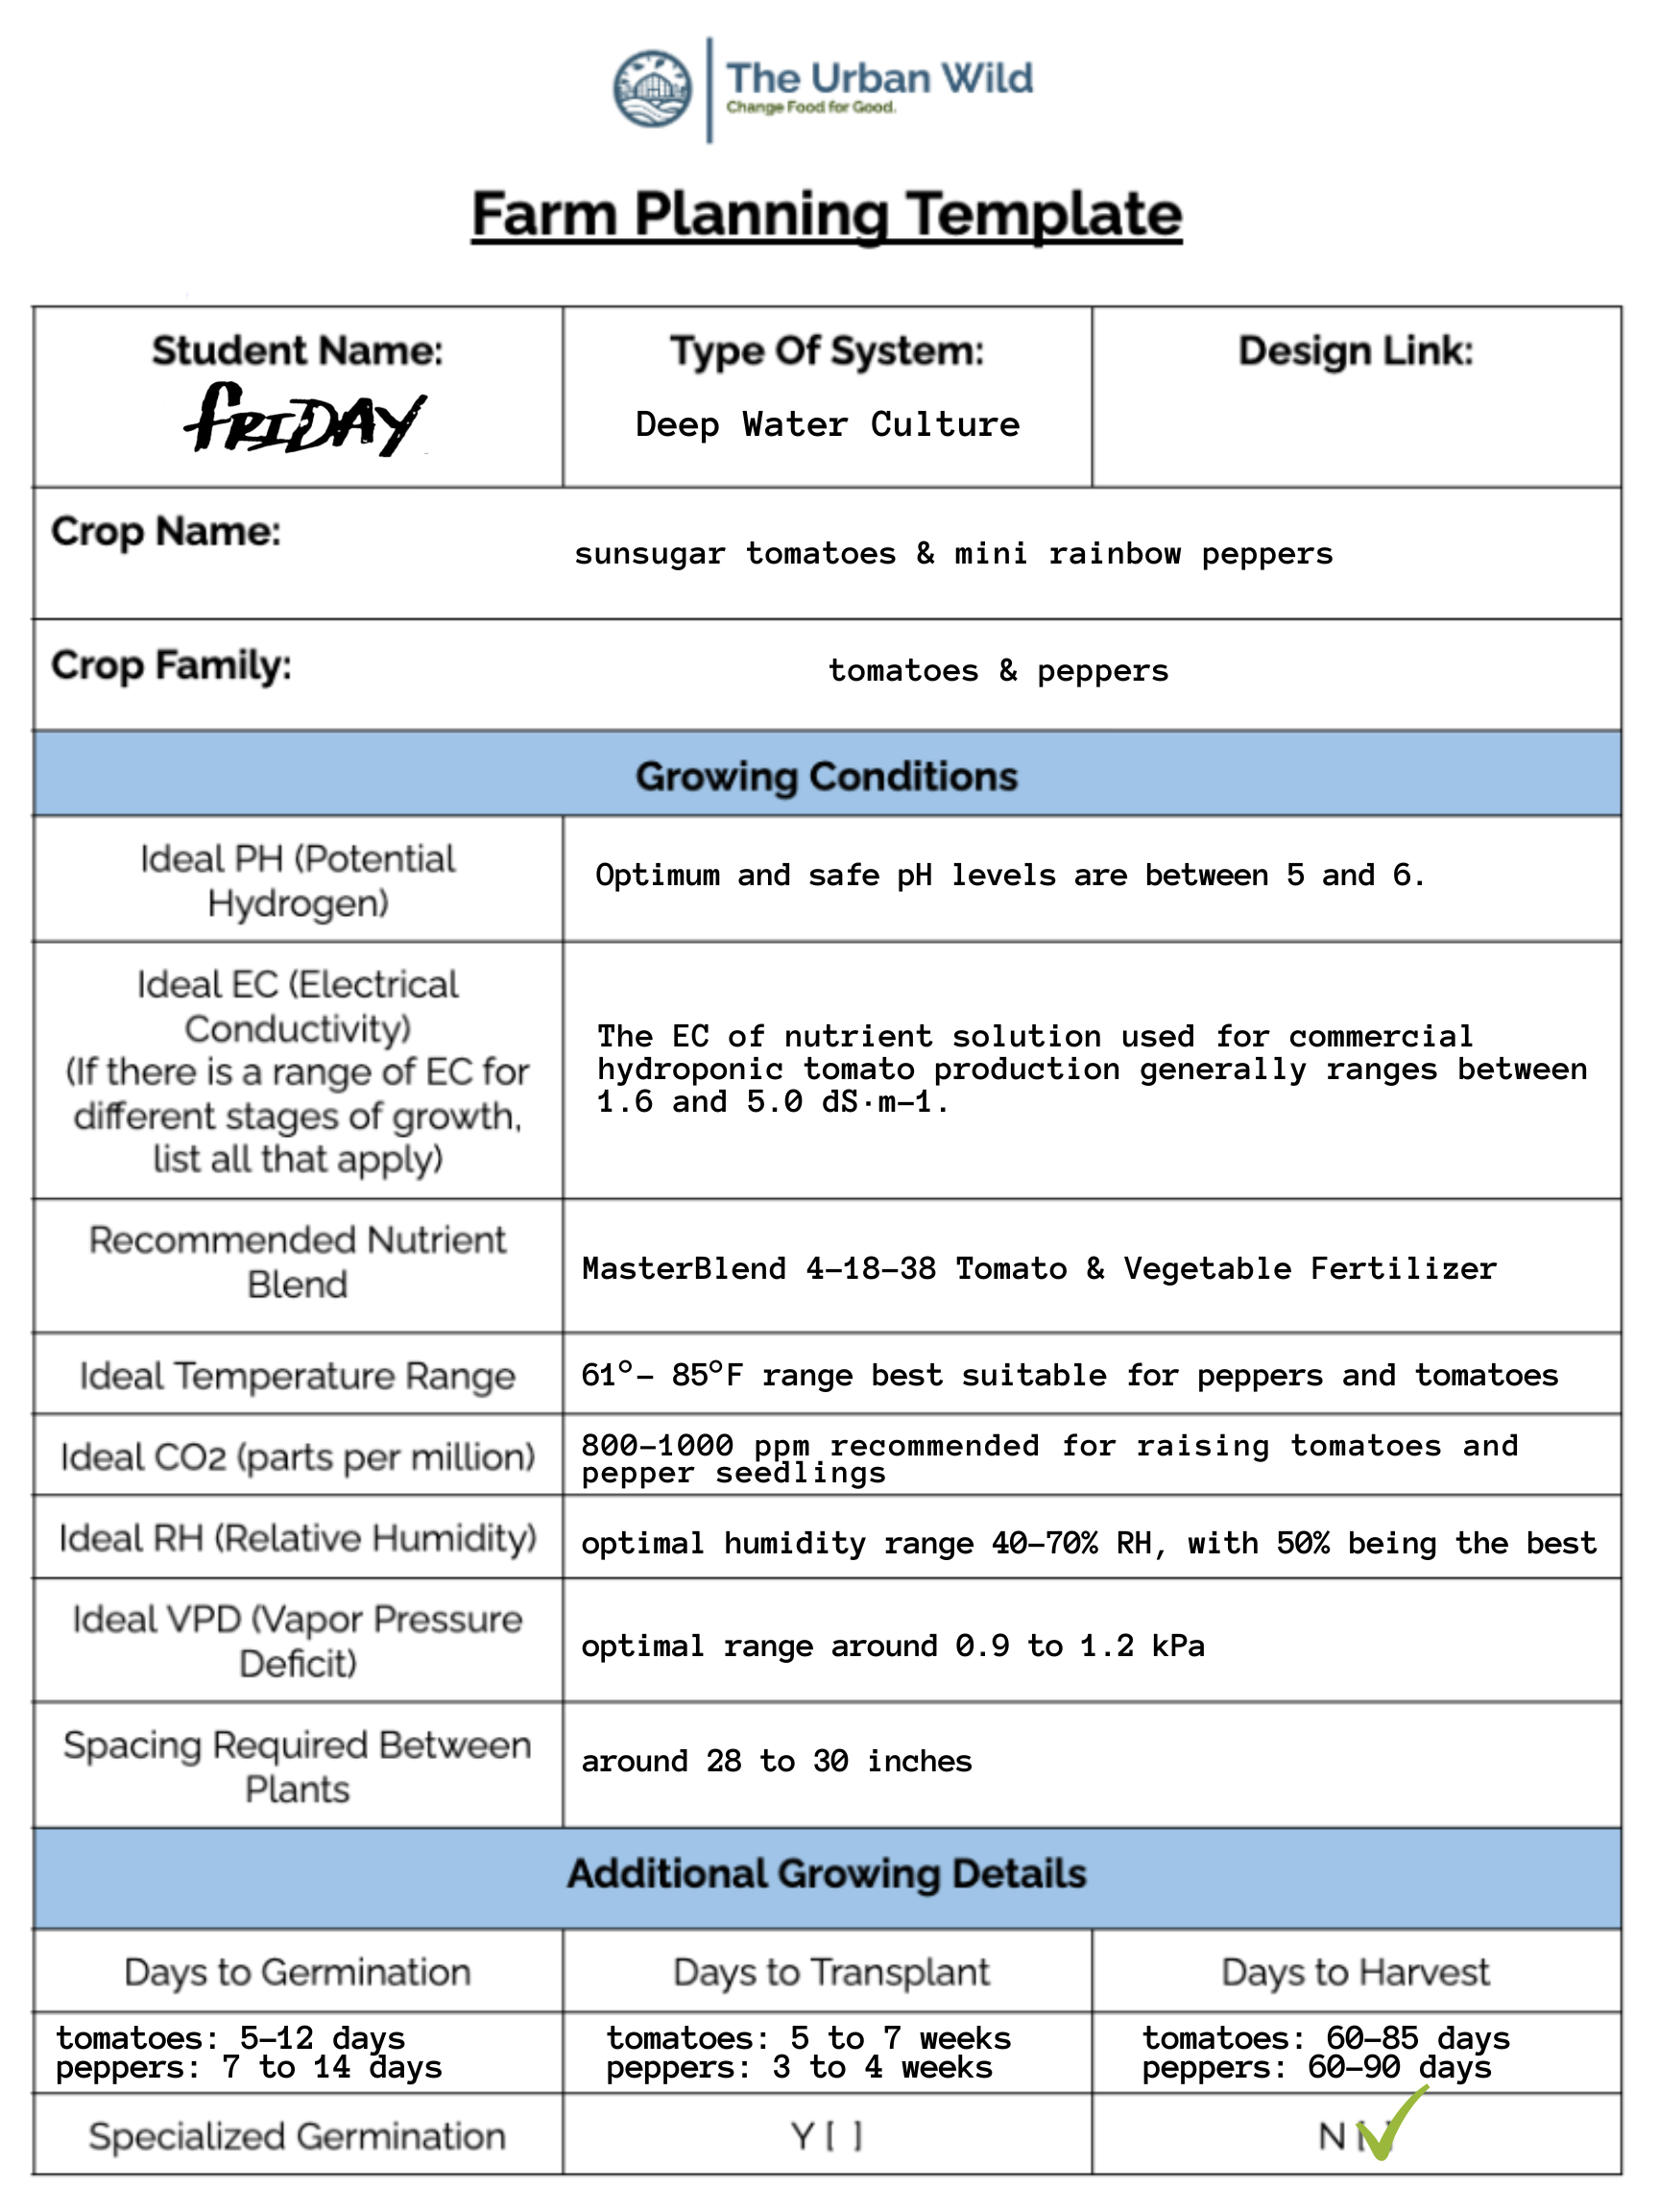 The Urban Wild
Change Food for Good.
Farm Planning Template
Student Name:
fRIDAY
Type Of System:
Deep Water Culture
Design Link:
Crop Name:
sunsugar tomatoes & mini rainbow peppers
Crop Family:
tomatoes & peppers
Growing Conditions
Ideal PH (Potential
Hydrogen)
Optimum and safe pH levels are between 5 and 6.
Ideal EC (Electrical
Conductivity)
(If there is a range of EC for
different stages of growth,
list all that apply)
The EC of nutrient solution used for commercial
hydroponic tomato production generally ranges between
1.6 and 5.0 dS·m−1.
Recommended Nutrient
Blend
MasterBlend 4-18-38 Tomato & Vegetable Fertilizer
Ideal Temperature Range
61°- 85°F range best suitable for peppers and tomatoes
Ideal CO2 (parts per million)
800-1000 ppm recommended for raising tomatoes and
pepper seedlings
Ideal RH (Relative Humidity)
optimal humidity range 40-70% RH, with 50% being the best
Ideal VPD (Vapor Pressure
Deficit)
optimal range around 0.9 to 1.2 kPa
Spacing Required Between
Plants
around 28 to 30 inches
Additional Growing Details
Days to Germination
Days to Transplant
Days to Harvest
tomatoes: 5-12 days
peppers: 7 to 14 days
tomatoes: 5 to 7 weeks
peppers: 3 to 4 weeks
tomatoes: 60-85 days
peppers: 60-90 days
Specialized Germination
Y [ ]
N [✓]